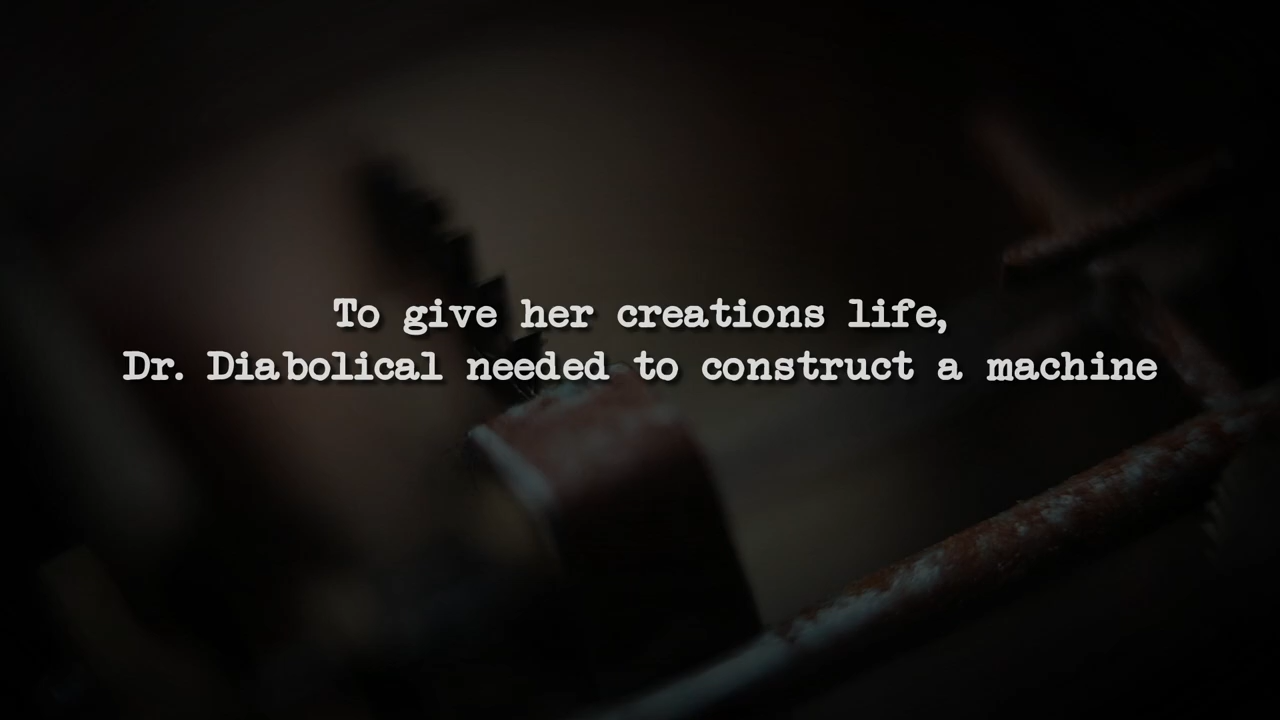 To give her creations life,
Dr. Diabolical needed to construct a machine